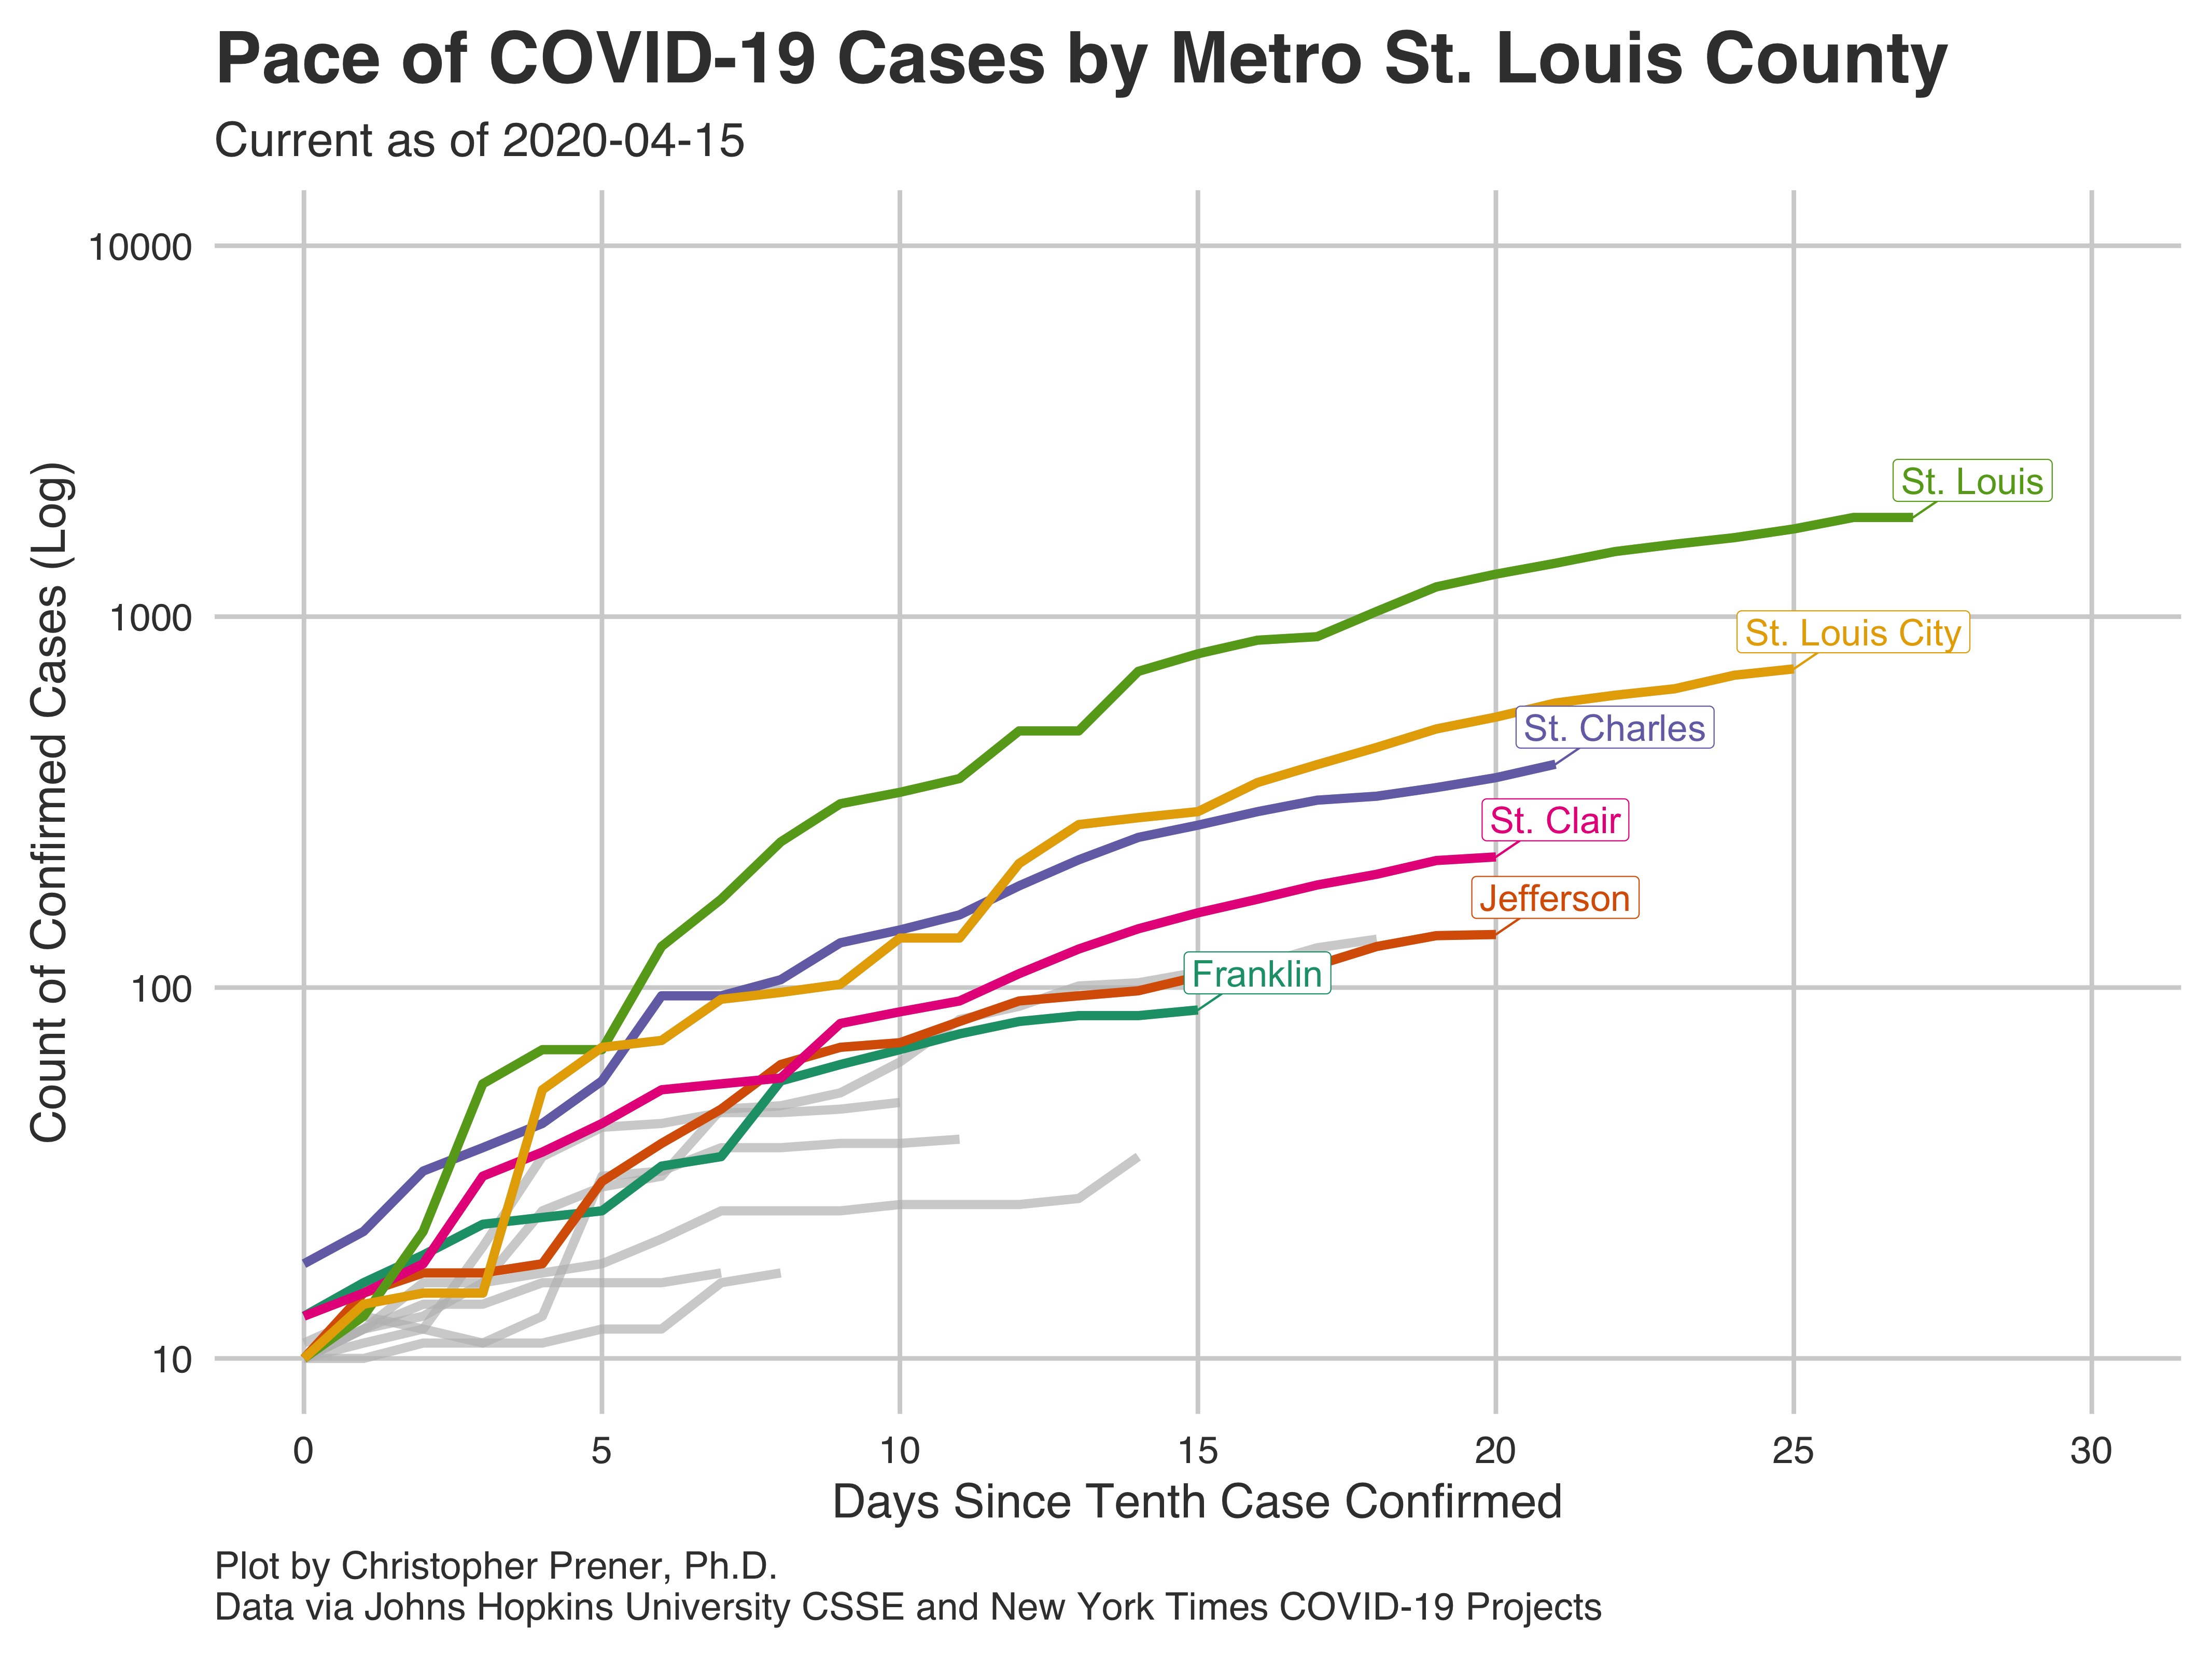 Pace of COVID-19 Cases by Metro St. Louis County
Current as of 2020-04-15
Count of Confirmed Cases (Log)
10000
1000
100
10
St. Louis
St. Louis City
St. Charles
St. Clair
Jefferson
Franklin
0 5 10 15 20 25 30
Days Since Tenth Case Confirmed
Plot by Christopher Prener, Ph.D.
Data via Johns Hopkins University CSSE and New York Times COVID-19 Projects